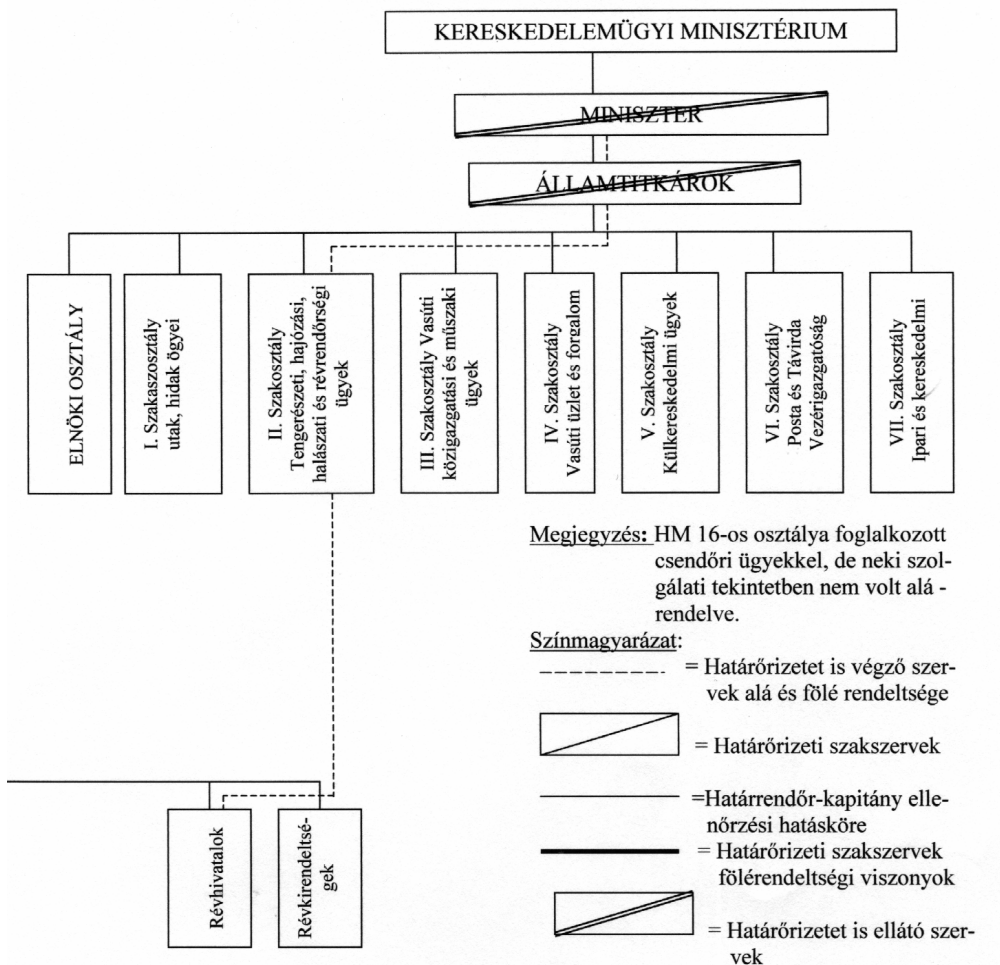 KERESKEDELEMÜGYI MINISZTÉRIUM
MINISZTER
ÁLLAMTITKÁROK
ELNÖKI OSZTÁLY
I. Szakaszosztály
utak, hidak ögyei
II. Szakosztály
Tengerészeti, hajózási,
halászati és révrendőrségi
ügyek
III. Szakosztály Vasúti
közigazgatási és műszaki
ügyek
IV. Szakosztály
Vasúti üzlet és forgalom
V. Szakosztály
Külkereskedelmi ügyek
VI. Szakosztály
Posta és Távirda
Vezérigazgatóság
VII. Szakosztály
Ipari és kereskedelmi
Megjegyzés: HM 16-os osztálya foglalkozott
csendőri ügyekkel, de neki szol-
gálati tekintetben nem volt alá -
rendelve.
Színmagyarázat:
= Határőrizetet is végző szer-
vek alá és fölé rendeltsége
= Határőrizeti szakszervek
=Határrendőr-kapitány elle-
nőrzési hatásköre
= Határőrizeti szakszervek
fölérendeltségi viszonyok
= Határőrizetet is ellátó szer-
vek
Révhivatalok
Révkirendeltsé-
gek